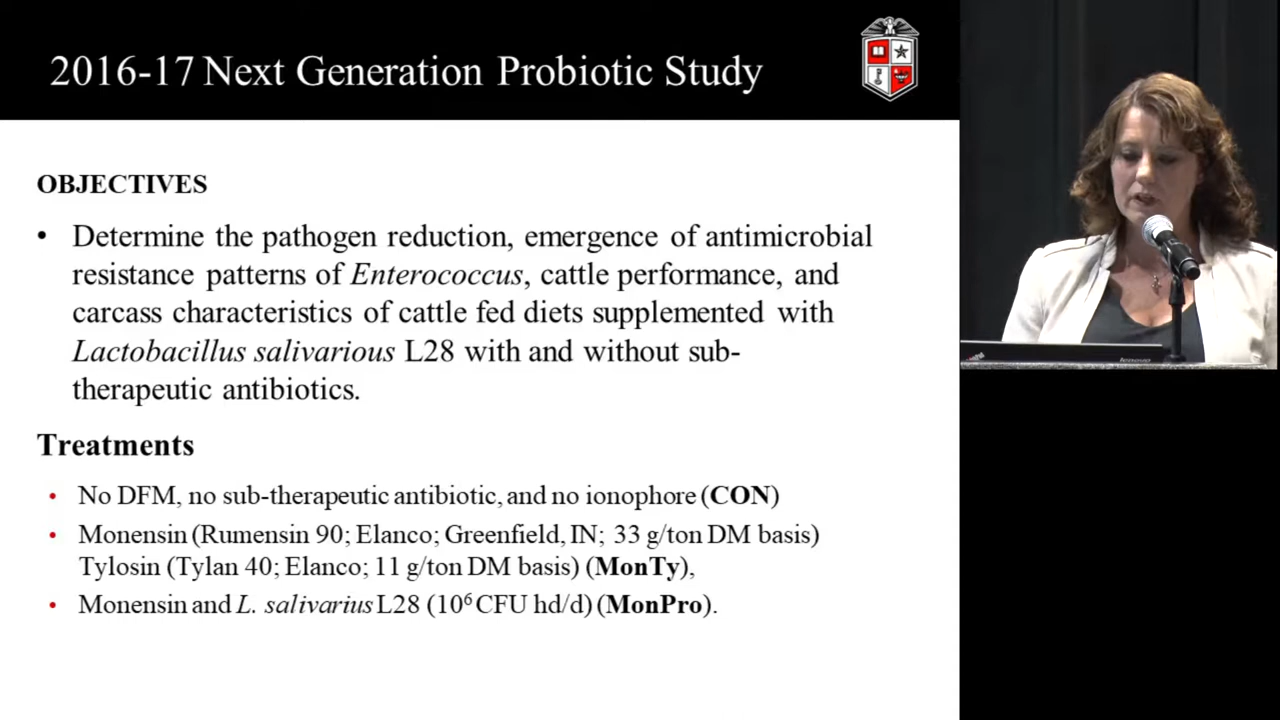 2016-17 Next Generation Probiotic Study
OBJECTIVES
• Determine the pathogen reduction, emergence of antimicrobial
resistance patterns of Enterococcus, cattle performance, and
carcass characteristics of cattle fed diets supplemented with
Lactobacillus salivarious L28 with and without sub-
therapeutic antibiotics.
Treatments
• No DFM, no sub-therapeutic antibiotic, and no ionophore (CON)
• Monensin (Rumensin 90; Elanco; Greenfield, IN; 33 g/ton DM basis)
Tylosin (Tylan 40; Elanco; 11 g/ton DM basis) (MonTy),
• Monensin and L. salivarius L28 (10⁶ CFU hd/d) (MonPro).
lenovo